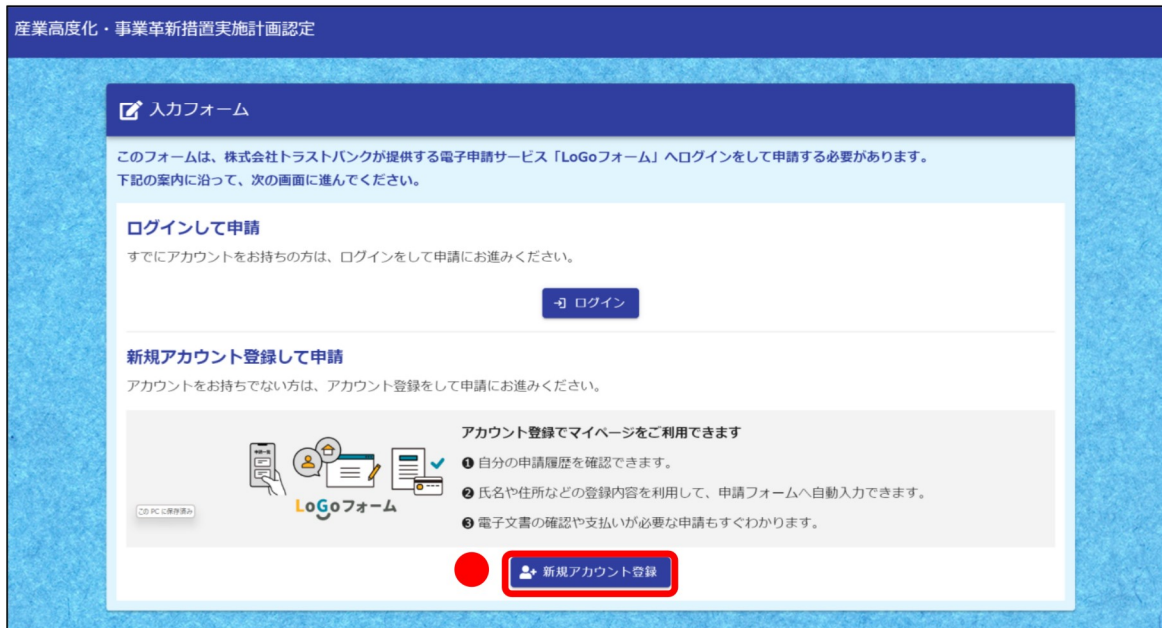 産業高度化・事業革新措置実施計画認定
入力フォーム
このフォームは、株式会社トラストバンクが提供する電子申請サービス「LoGoフォーム」へログインをして申請する必要があります。
下記の案内に沿って、次の画面に進んでください。
ログインして申請
すでにアカウントをお持ちの方は、ログインをして申請にお進みください。
ログイン
新規アカウント登録して申請
アカウントをお持ちでない方は、アカウント登録をして申請にお進みください。
アカウント登録でマイページをご利用できます
❶ 自分の申請履歴を確認できます。
❷ 氏名や住所などの登録内容を利用して、申請フォームへ自動入力できます。
❸ 電子文書の確認や支払いが必要な申請もすぐわかります。
LoGoフォーム
この PC に保存済み
新規アカウント登録